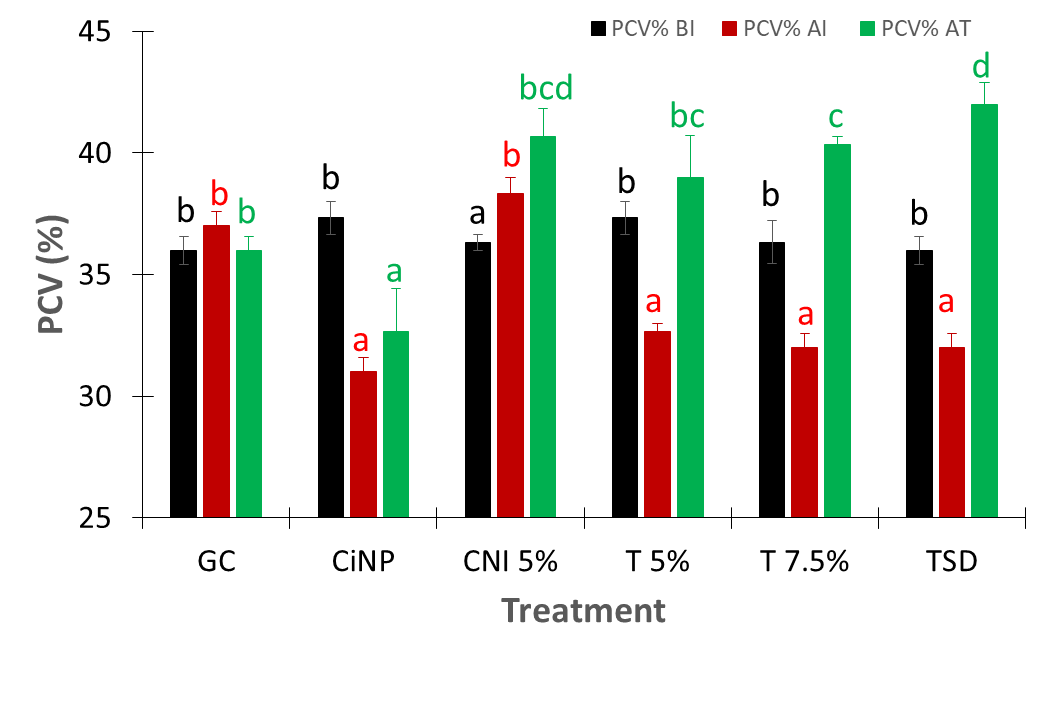 PCV% BI PCV% AI PCV% AT
45
40
35
30
25
PCV (%)
b b b
b a a
a b bcd
b a bc
b a c
b a d
GC CiNP CNI 5% T 5% T 7.5% TSD
Treatment